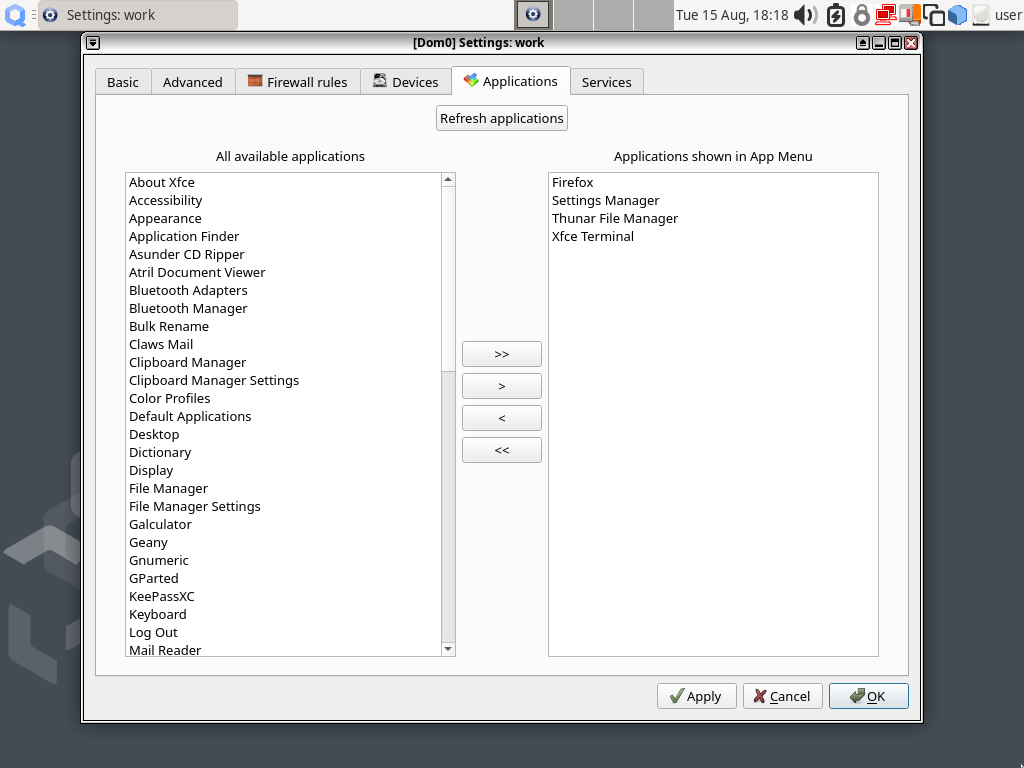 Settings: work
Tue 15 Aug, 18:18
user
[Dom0] Settings: work
Basic
Advanced
Firewall rules
Devices
Applications
Services
Refresh applications
All available applications
About Xfce
Accessibility
Appearance
Application Finder
Asunder CD Ripper
Atril Document Viewer
Bluetooth Adapters
Bluetooth Manager
Bulk Rename
Claws Mail
Clipboard Manager
Clipboard Manager Settings
Color Profiles
Default Applications
Desktop
Dictionary
Display
File Manager
File Manager Settings
Galculator
Geany
Gnumeric
GParted
KeePassXC
Keyboard
Log Out
Mail Reader
>>
>
<
<<
Applications shown in App Menu
Firefox
Settings Manager
Thunar File Manager
Xfce Terminal
Apply
Cancel
OK